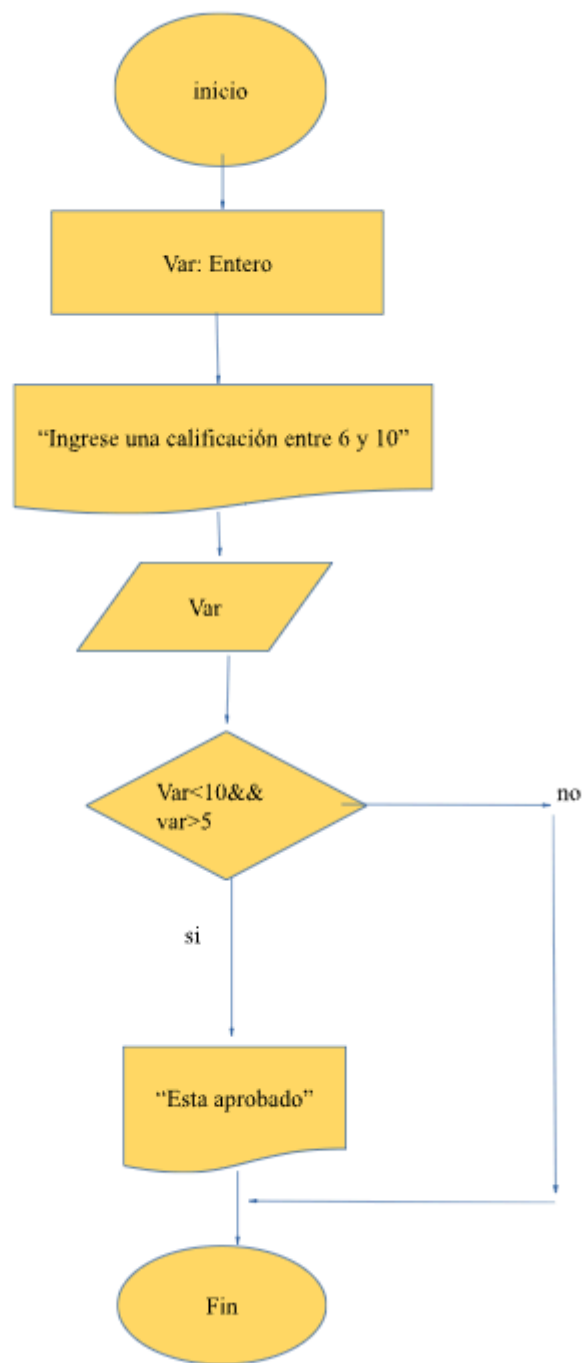 inicio
Var: Entero
“Ingrese una calificación entre 6 y 10”
Var
Var<10&&
var>5
no
si
“Esta aprobado”
Fin